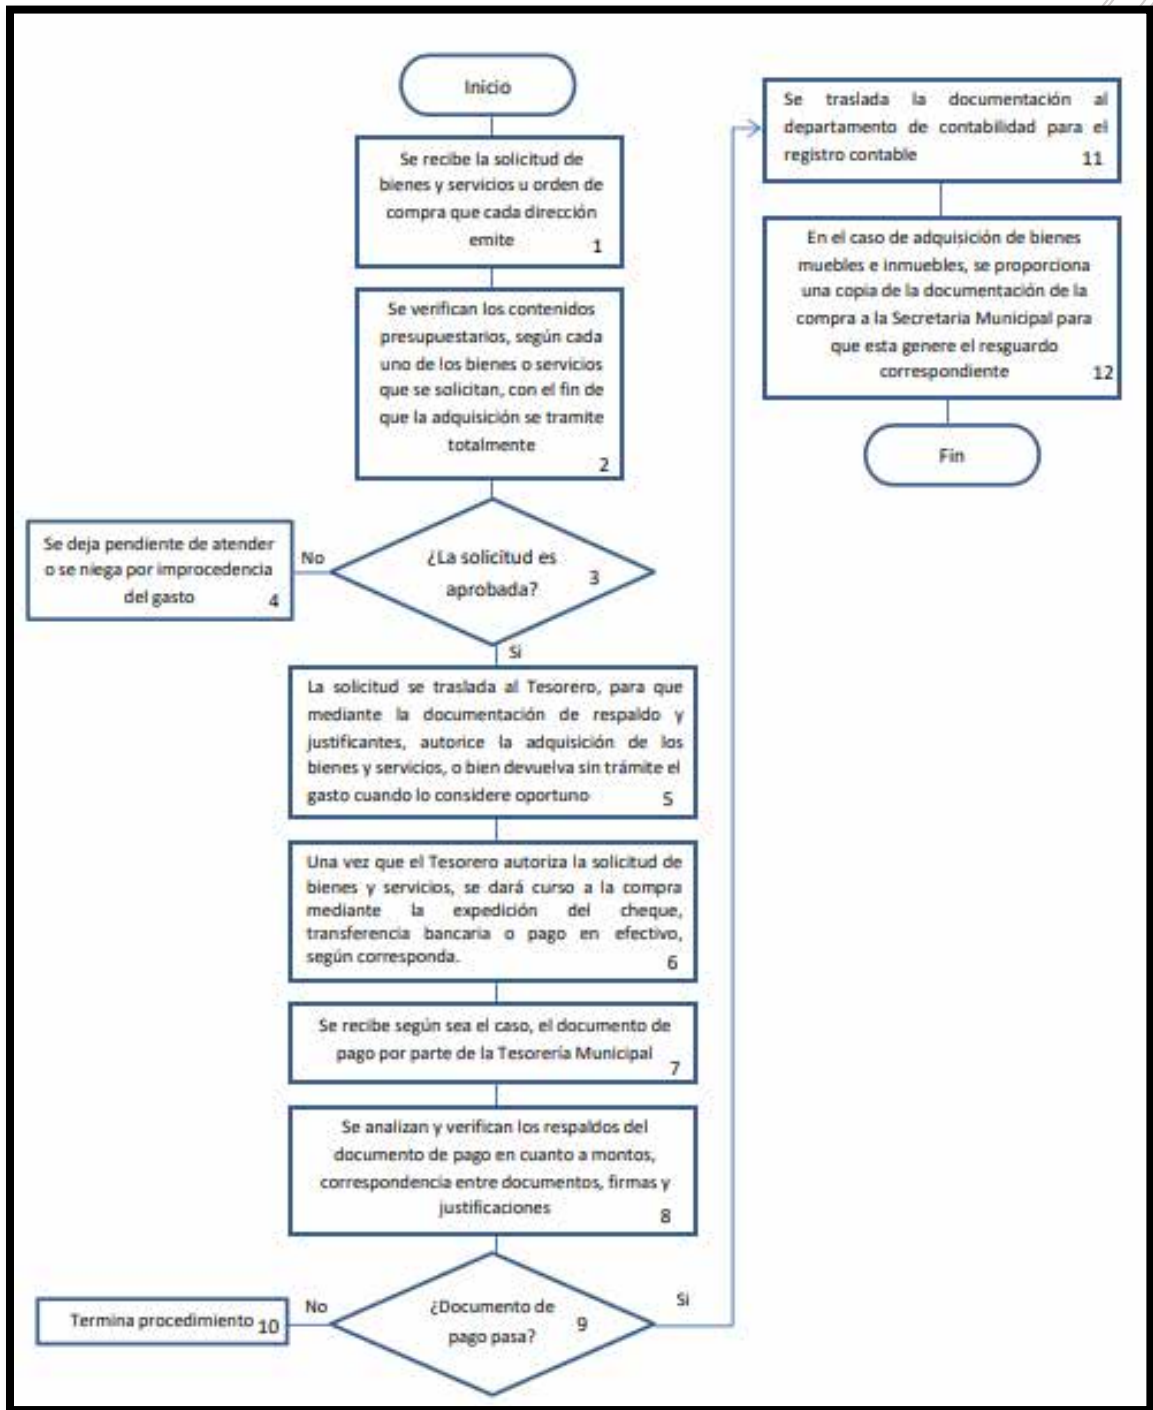 Inicio
Se recibe la solicitud de
bienes y servicios u orden de
compra que cada dirección
emite 1
Se verifican los contenidos
presupuestarios, según cada
uno de los bienes o servicios
que se solicitan, con el fin de
que la adquisición se tramite
totalmente
2
¿La solicitud es
aprobada? 3
No
Se deja pendiente de atender
o se niega por improcedencia
del gasto 4
Si
La solicitud se traslada al Tesorero, para que
mediante la documentación de respaldo y
justificantes, autorice la adquisición de los
bienes y servicios, o bien devuelva sin trámite el
gasto cuando lo considere oportuno 5
Una vez que el Tesorero autoriza la solicitud de
bienes y servicios, se dará curso a la compra
mediante la expedición del cheque,
transferencia bancaria o pago en efectivo,
según corresponda. 6
Se recibe según sea el caso, el documento de
pago por parte de la Tesorería Municipal
7
Se analizan y verifican los respaldos del
documento de pago en cuanto a montos,
correspondencia entre documentos, firmas y
justificaciones 8
¿Documento de
pago pasa? 9
No
Termina procedimiento 10
Si
Se traslada la documentación al
departamento de contabilidad para el
registro contable 11
En el caso de adquisición de bienes
muebles e inmuebles, se proporciona
una copia de la documentación de la
compra a la Secretaria Municipal para
que esta genere el resguardo
correspondiente 12
Fin